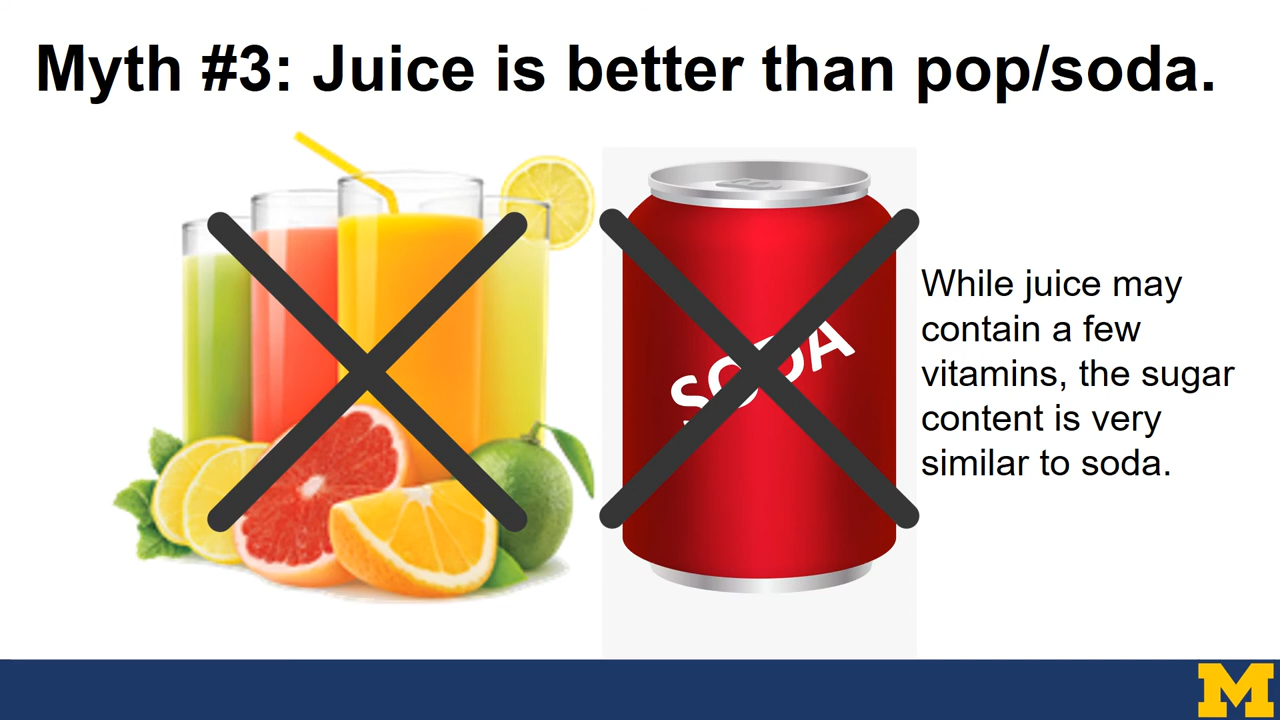 Myth #3: Juice is better than pop/soda.
SODA
While juice may
contain a few
vitamins, the sugar
content is very
similar to soda.
M